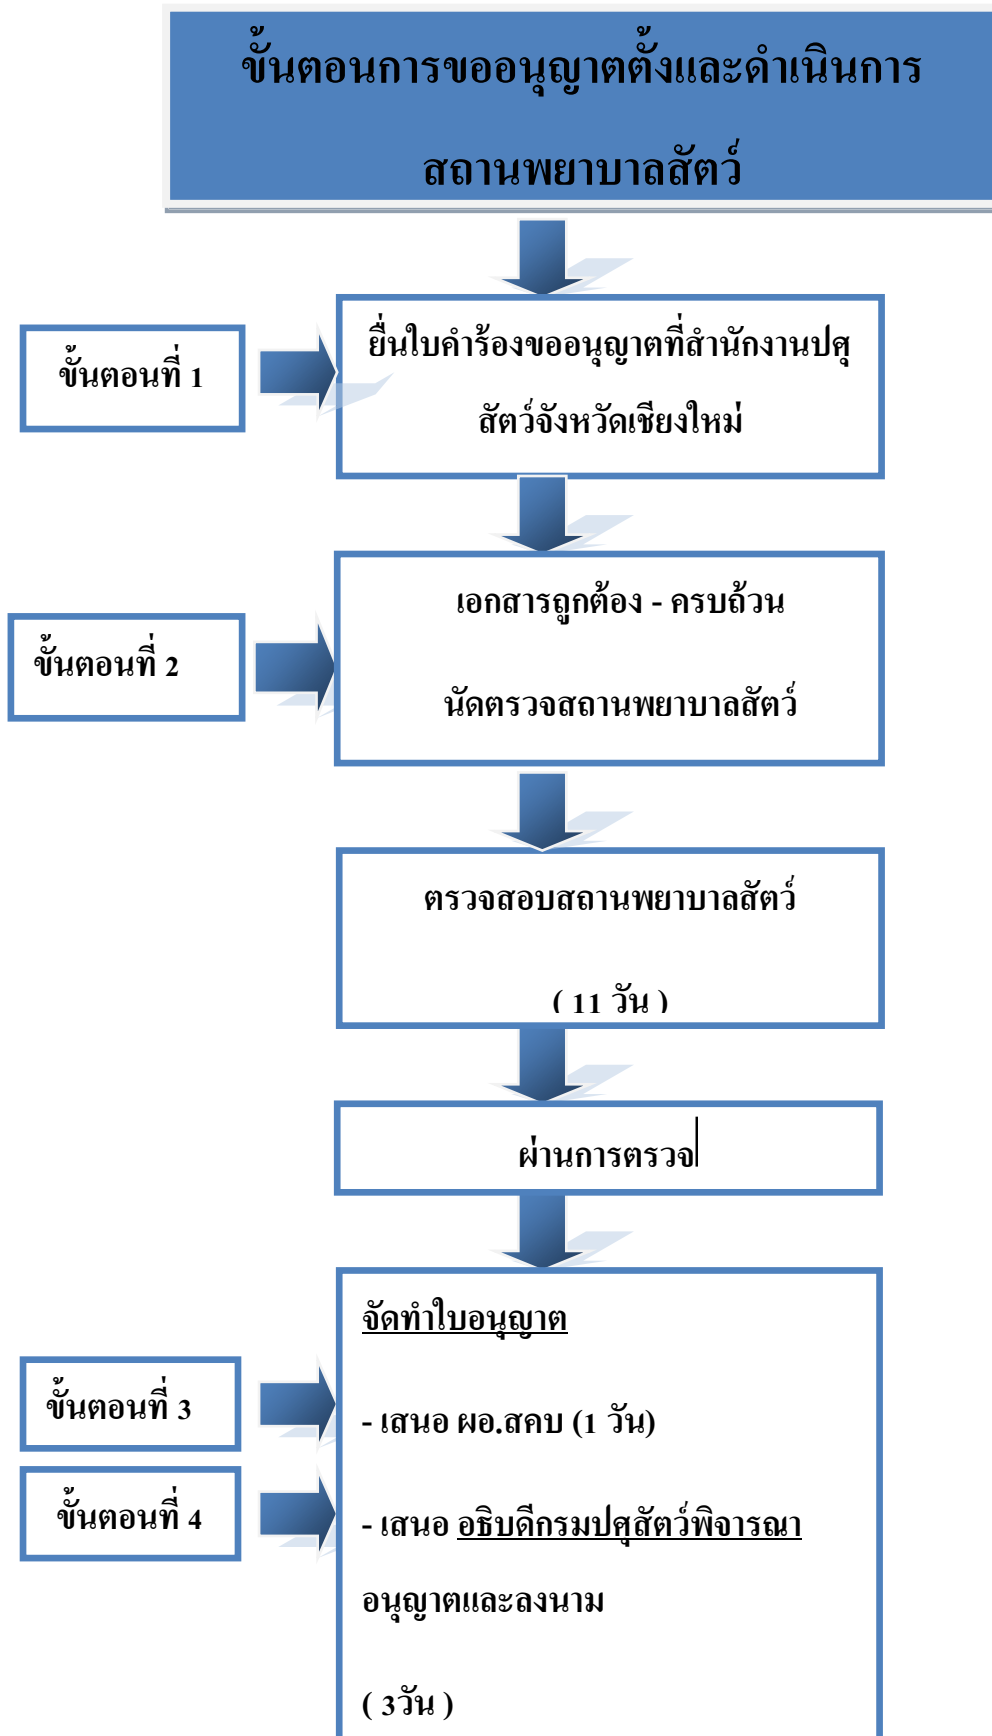 ขั้นตอนการขออนุญาตตั้งและดำเนินการ
สถานพยาบาลสัตว์
ขั้นตอนที่ 1
ยื่นใบคำร้องขออนุญาตที่สำนักงานปศุ
สัตว์จังหวัดเชียงใหม่
ขั้นตอนที่ 2
เอกสารถูกต้อง - ครบถ้วน
นัดตรวจสถานพยาบาลสัตว์
ตรวจสอบสถานพยาบาลสัตว์
( 11 วัน )
ผ่านการตรวจ
จัดทำใบอนุญาต
ขั้นตอนที่ 3
- เสนอ ผอ.สคบ (1 วัน)
ขั้นตอนที่ 4
- เสนอ อธิบดีกรมปศุสัตว์พิจารณา
อนุญาตและลงนาม
( 3วัน )